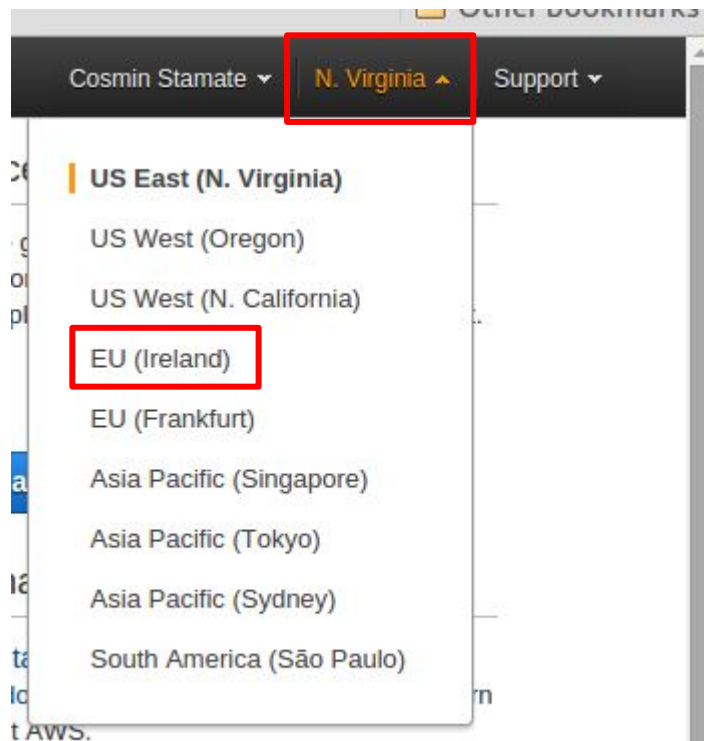 Other bookmarks
Cosmin Stamate N. Virginia Support
US East (N. Virginia)
US West (Oregon)
US West (N. California)
EU (Ireland)
EU (Frankfurt)
Asia Pacific (Singapore)
Asia Pacific (Tokyo)
Asia Pacific (Sydney)
South America (São Paulo)
t AWS.